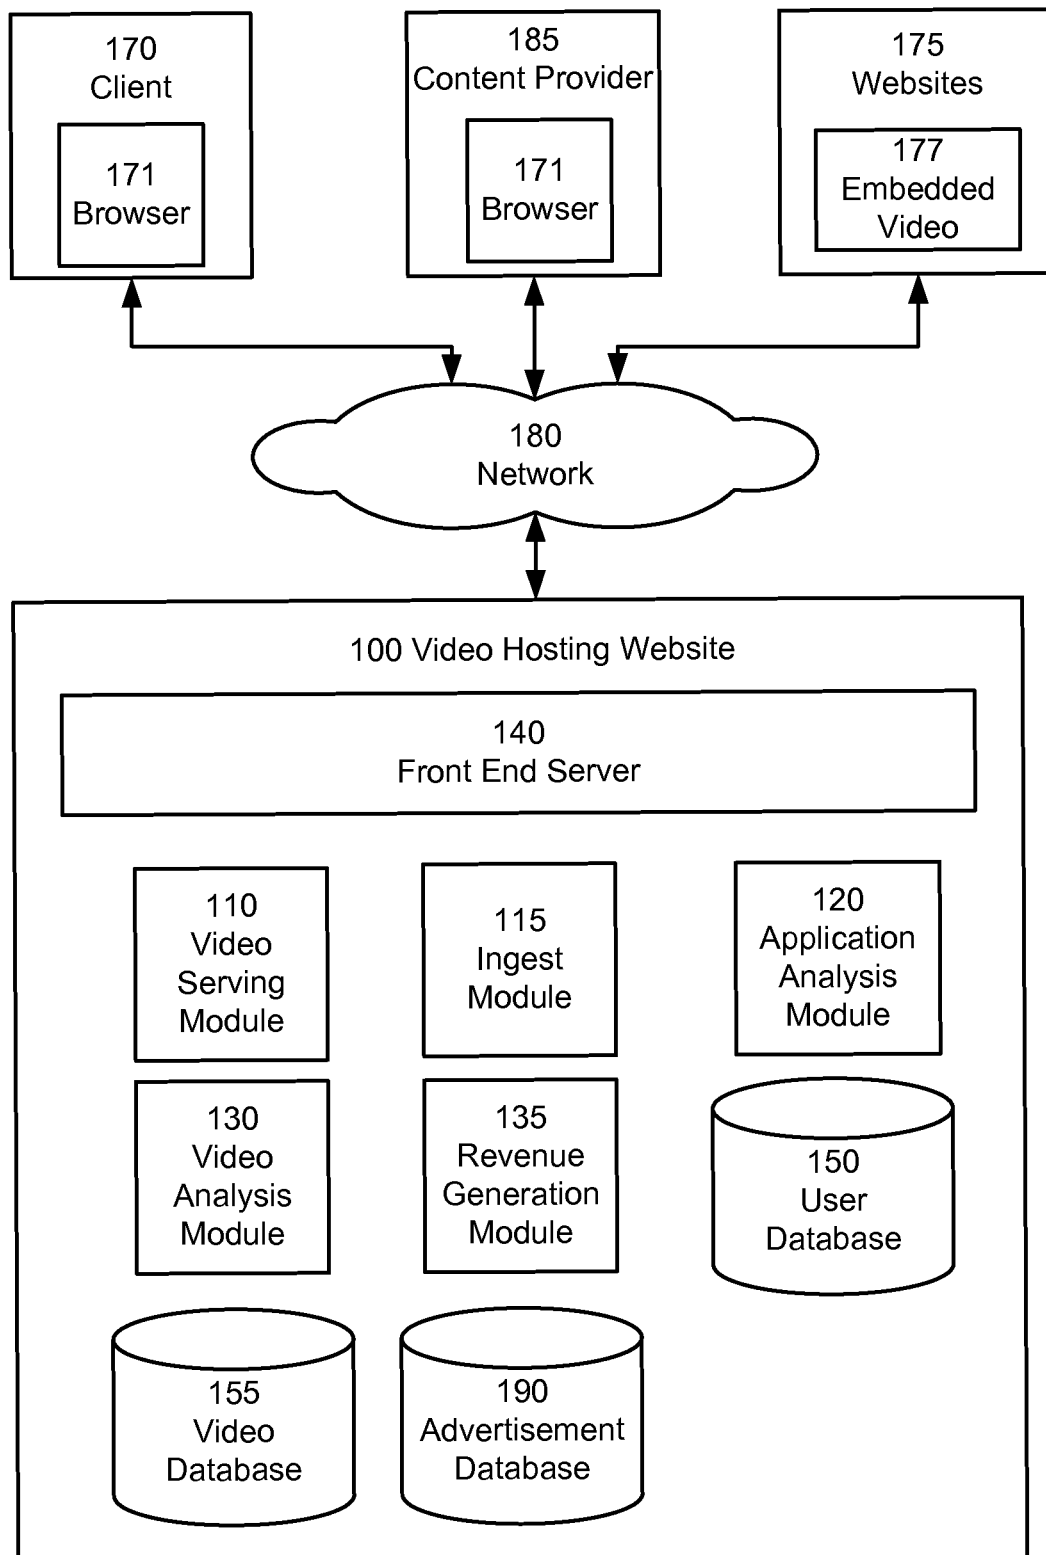 170
Client
171
Browser
185
Content Provider
171
Browser
175
Websites
177
Embedded
Video
180
Network
100 Video Hosting Website
140
Front End Server
110
Video
Serving
Module
115
Ingest
Module
120
Application
Analysis
Module
130
Video
Analysis
Module
135
Revenue
Generation
Module
150
User
Database
155
Video
Database
190
Advertisement
Database